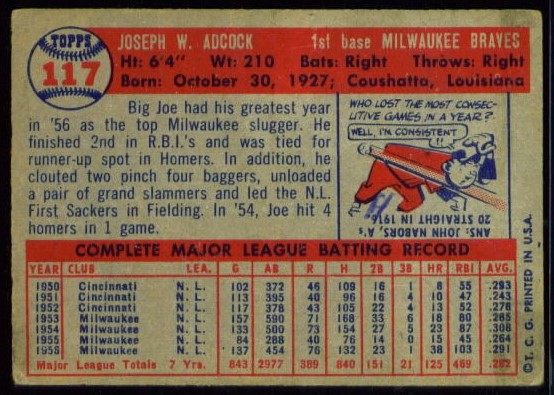 TOPPS
117
JOSEPH W. ADCOCK 1st base MILWAUKEE BRAVES
Ht: 6'4" Wt: 210 Bats: Right Throws: Right
Born: October 30, 1927; Coushatta, Louisiana
Big Joe had his greatest year
in '56 as the top Milwaukee slugger. He
finished 2nd in R.B.I.'s and was tied for
runner-up spot in Homers. In addition, he
clouted two pinch four baggers, unloaded
a pair of grand slammers and led the N.L.
First Sackers in Fielding. In '54, Joe hit 4
homers in 1 game.
WHO LOST THE MOST CONSEC-
UTIVE GAMES IN A YEAR?
WELL, I'M CONSISTENT
ANS: JOHN NABORS, A's
20 STRAIGHT IN 1916
COMPLETE MAJOR LEAGUE BATTING RECORD
YEAR CLUB LEA. G AB R H 2B 3B HR RBI AVG.
1950 Cincinnati N. L. 102 372 46 109 16 1 8 55 .293
1951 Cincinnati N. L. 113 395 40 96 16 4 10 47 .243
1952 Cincinnati N. L. 117 378 43 105 22 4 13 52 .278
1953 Milwaukee N. L. 157 590 71 168 33 6 18 80 .285
1954 Milwaukee N. L. 133 500 73 154 27 5 23 87 .308
1955 Milwaukee N. L. 84 288 40 76 14 0 15 45 .264
1956 Milwaukee N. L. 137 454 76 132 23 1 38 103 .291
Major League Totals 7 Yrs. 843 2977 389 840 151 21 125 469 .282
© T. C. G. PRINTED IN U.S.A.